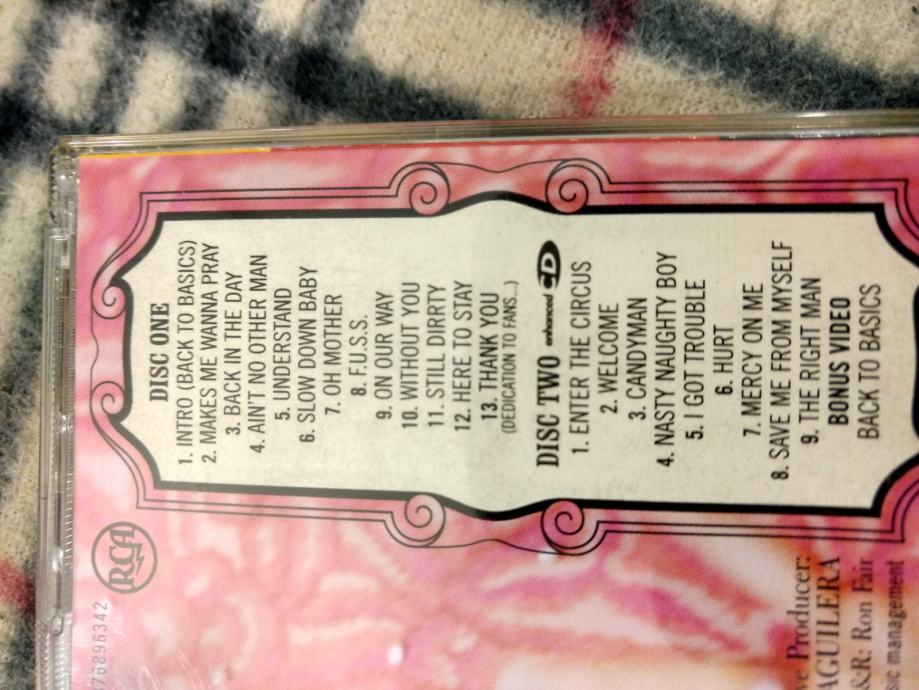 DISC ONE
1. INTRO (BACK TO BASICS)
2. MAKES ME WANNA PRAY
3. BACK IN THE DAY
4. AIN'T NO OTHER MAN
5. UNDERSTAND
6. SLOW DOWN BABY
7. OH MOTHER
8. F.U.S.S.
9. ON OUR WAY
10. WITHOUT YOU
11. STILL DIRRTY
12. HERE TO STAY
13. THANK YOU
(DEDICATION TO FANS...)
DISC TWO enhanced CD
1. ENTER THE CIRCUS
2. WELCOME
3. CANDYMAN
4. NASTY NAUGHTY BOY
5. I GOT TROUBLE
6. HURT
7. MERCY ON ME
8. SAVE ME FROM MYSELF
9. THE RIGHT MAN
BONUS VIDEO
BACK TO BASICS
RCA
76896342
Producer:
AGUILERA
&R: Ron Fair
management